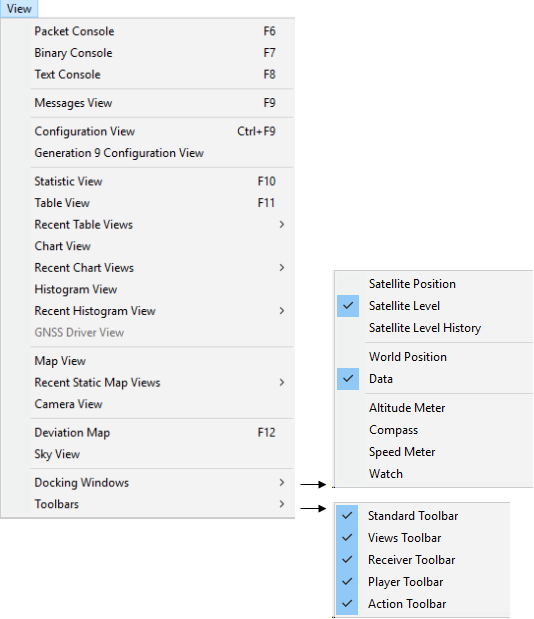 View
Packet Console F6
Binary Console F7
Text Console F8
Messages View F9
Configuration View Ctrl+F9
Generation 9 Configuration View
Statistic View F10
Table View F11
Recent Table Views
Chart View
Recent Chart Views
Histogram View
Recent Histogram View
GNSS Driver View
Map View
Recent Static Map Views
Camera View
Deviation Map F12
Sky View
Docking Windows
Toolbars
Satellite Position
Satellite Level
Satellite Level History
World Position
Data
Altitude Meter
Compass
Speed Meter
Watch
Standard Toolbar
Views Toolbar
Receiver Toolbar
Player Toolbar
Action Toolbar